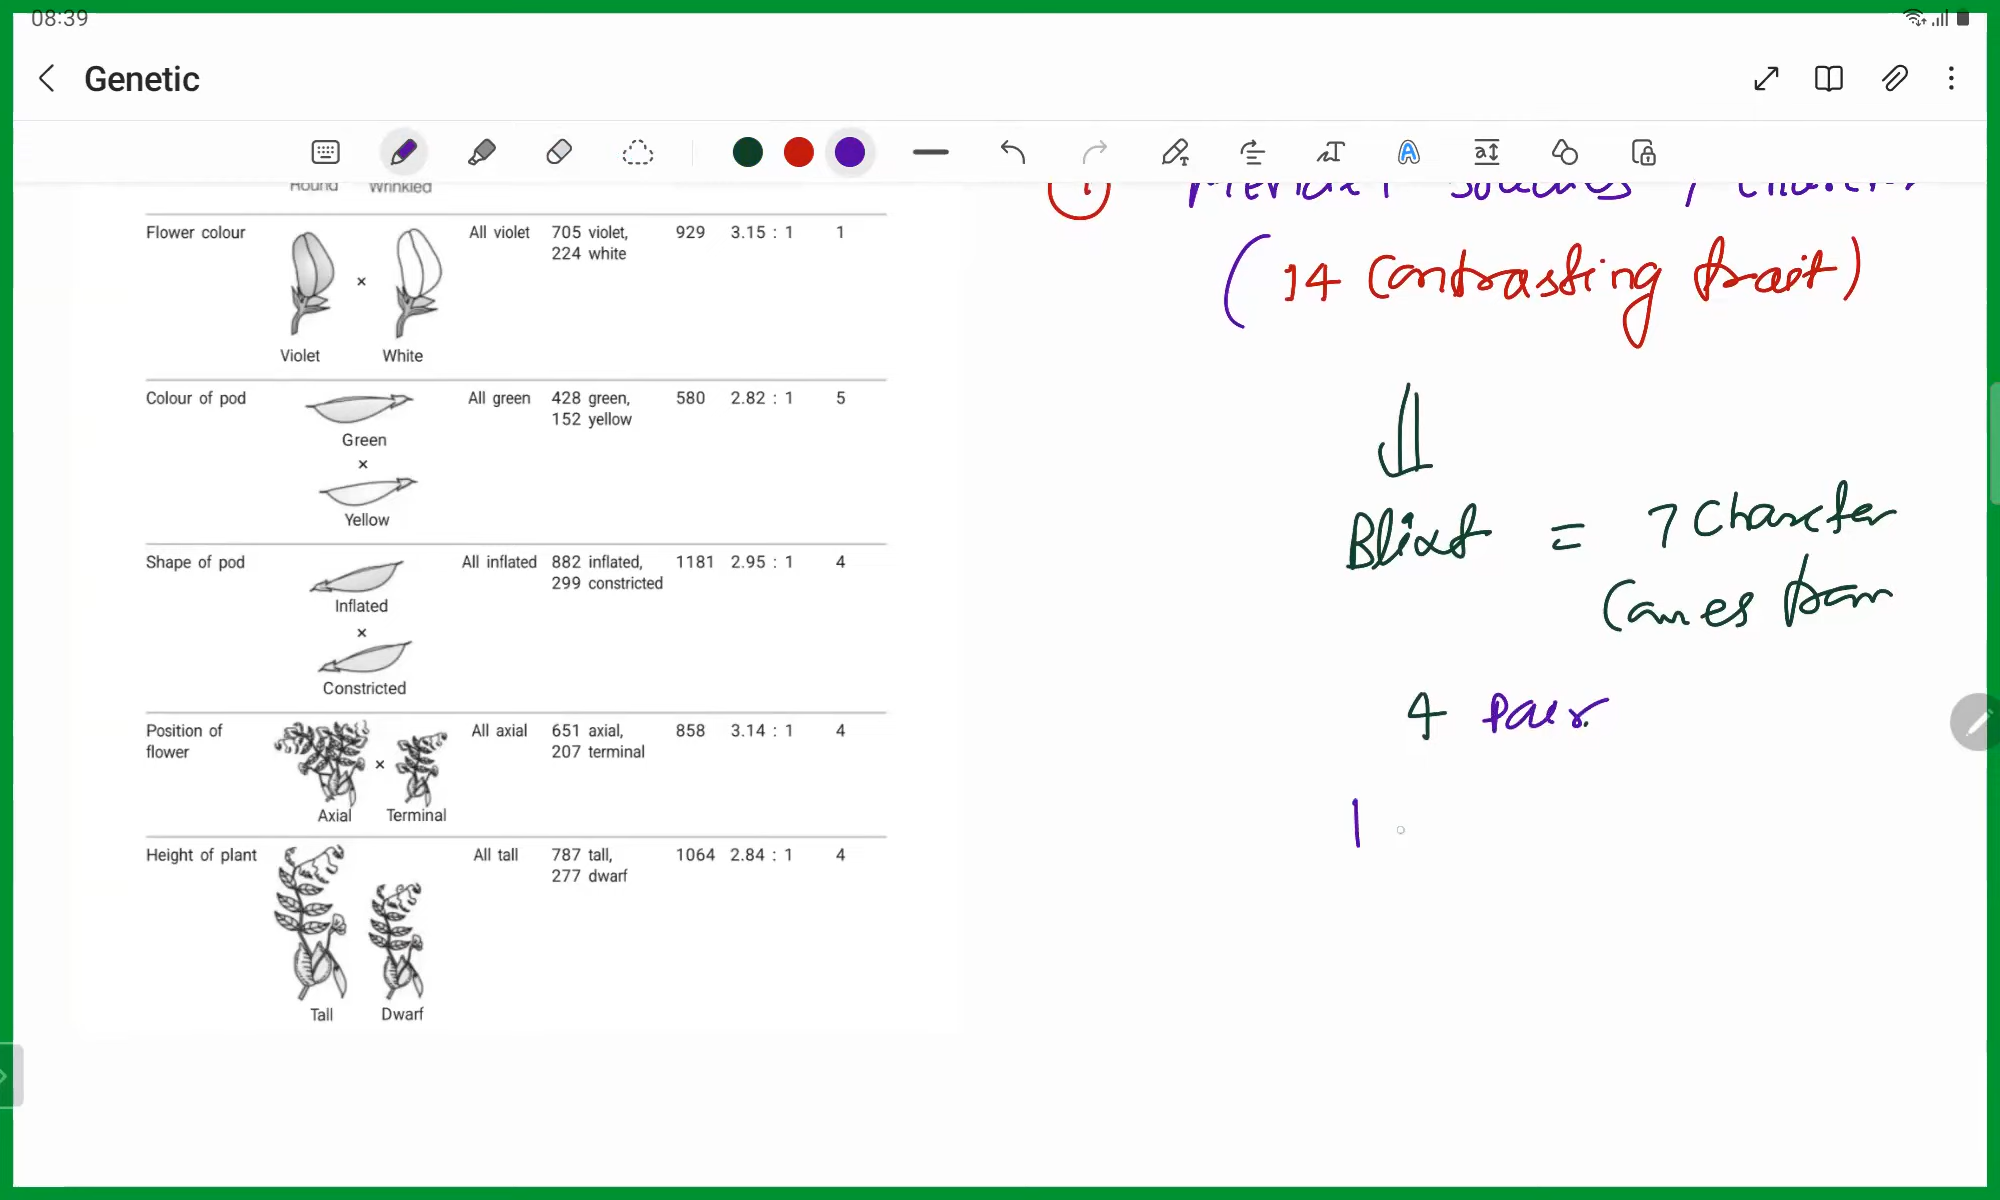 08:39
Genetic
Round Wrinkled
Flower colour All violet 705 violet, 929 3.15 : 1 1
224 white
×
Violet White
Colour of pod All green 428 green, 580 2.82 : 1 5
152 yellow
Green
×
Yellow
Shape of pod All inflated 882 inflated, 1181 2.95 : 1 4
299 constricted
Inflated
×
Constricted
Position of All axial 651 axial, 858 3.14 : 1 4
flower 207 terminal
×
Axial Terminal
Height of plant All tall 787 tall, 1064 2.84 : 1 4
277 dwarf
Tall Dwarf
(14 Contrasting trait)
Blixt = 7 Character
Comes from
4 pair.
1